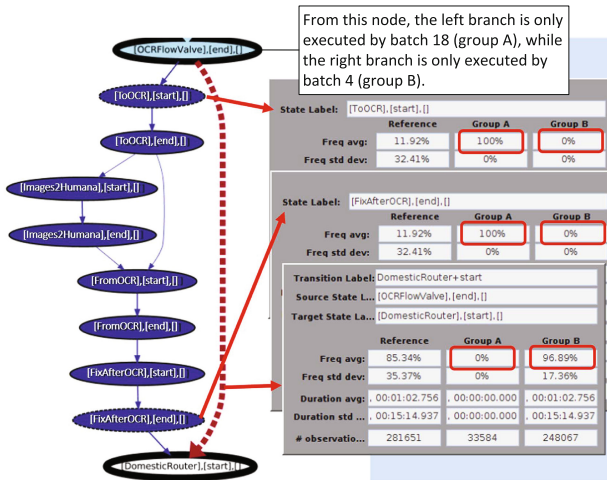 From this node, the left branch is only
executed by batch 18 (group A), while
the right branch is only executed by
batch 4 (group B).
[OCRFlowValve],[end],[]
[ToOCR],[start],[]
[ToOCR],[end],[]
[Images2Humana],[start],[]
[Images2Humana],[end],[]
[FromOCR],[start],[]
[FromOCR],[end],[]
[FixAfterOCR],[start],[]
[FixAfterOCR],[end],[]
[DomesticRouter],[start],[]
State Label: [ToOCR],[start],[]
Reference Group A Group B
Freq avg: 11.92% 100% 0%
Freq std dev: 32.41% 0% 0%
State Label: [FixAfterOCR],[end],[]
Reference Group A Group B
Freq avg: 11.92% 100% 0%
Freq std dev: 32.41% 0% 0%
Transition Label: DomesticRouter+start
Source State L... [OCRFlowValve],[end],[]
Target State La... [DomesticRouter],[start],[]
Reference Group A Group B
Freq avg: 85.34% 0% 96.89%
Freq std dev: 35.37% 0% 17.36%
Duration avg: , 00:01:02.756 , 00:00:00.000 , 00:01:02.756
Duration std ... , 00:15:14.937 , 00:00:00.000 , 00:15:14.937
# observatio... 281651 33584 248067